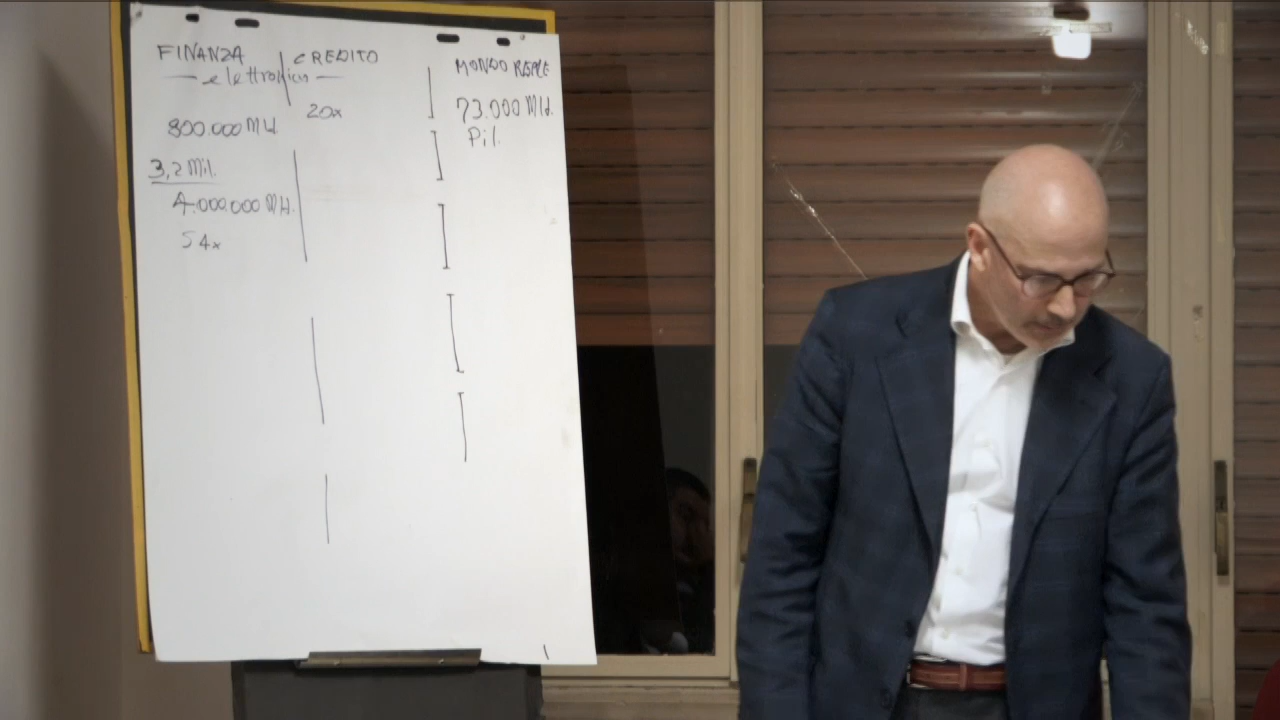 FINANZA | CREDITO
— elettronica —
20x
800.000 Mld.
3,2 Mil.
4.000.000 Mld.
54x
MONDO REALE
73.000 Mld.
Pil.